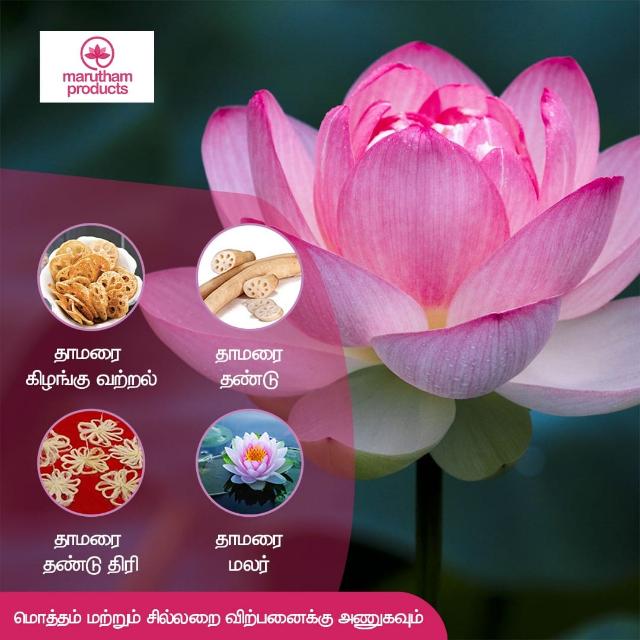 marutham
products
தாமரை
கிழங்கு வற்றல்
தாமரை
தண்டு
தாமரை
தண்டு திரி
தாமரை
மலர்
மொத்தம் மற்றும் சில்லறை விற்பனைக்கு அணுகவும்